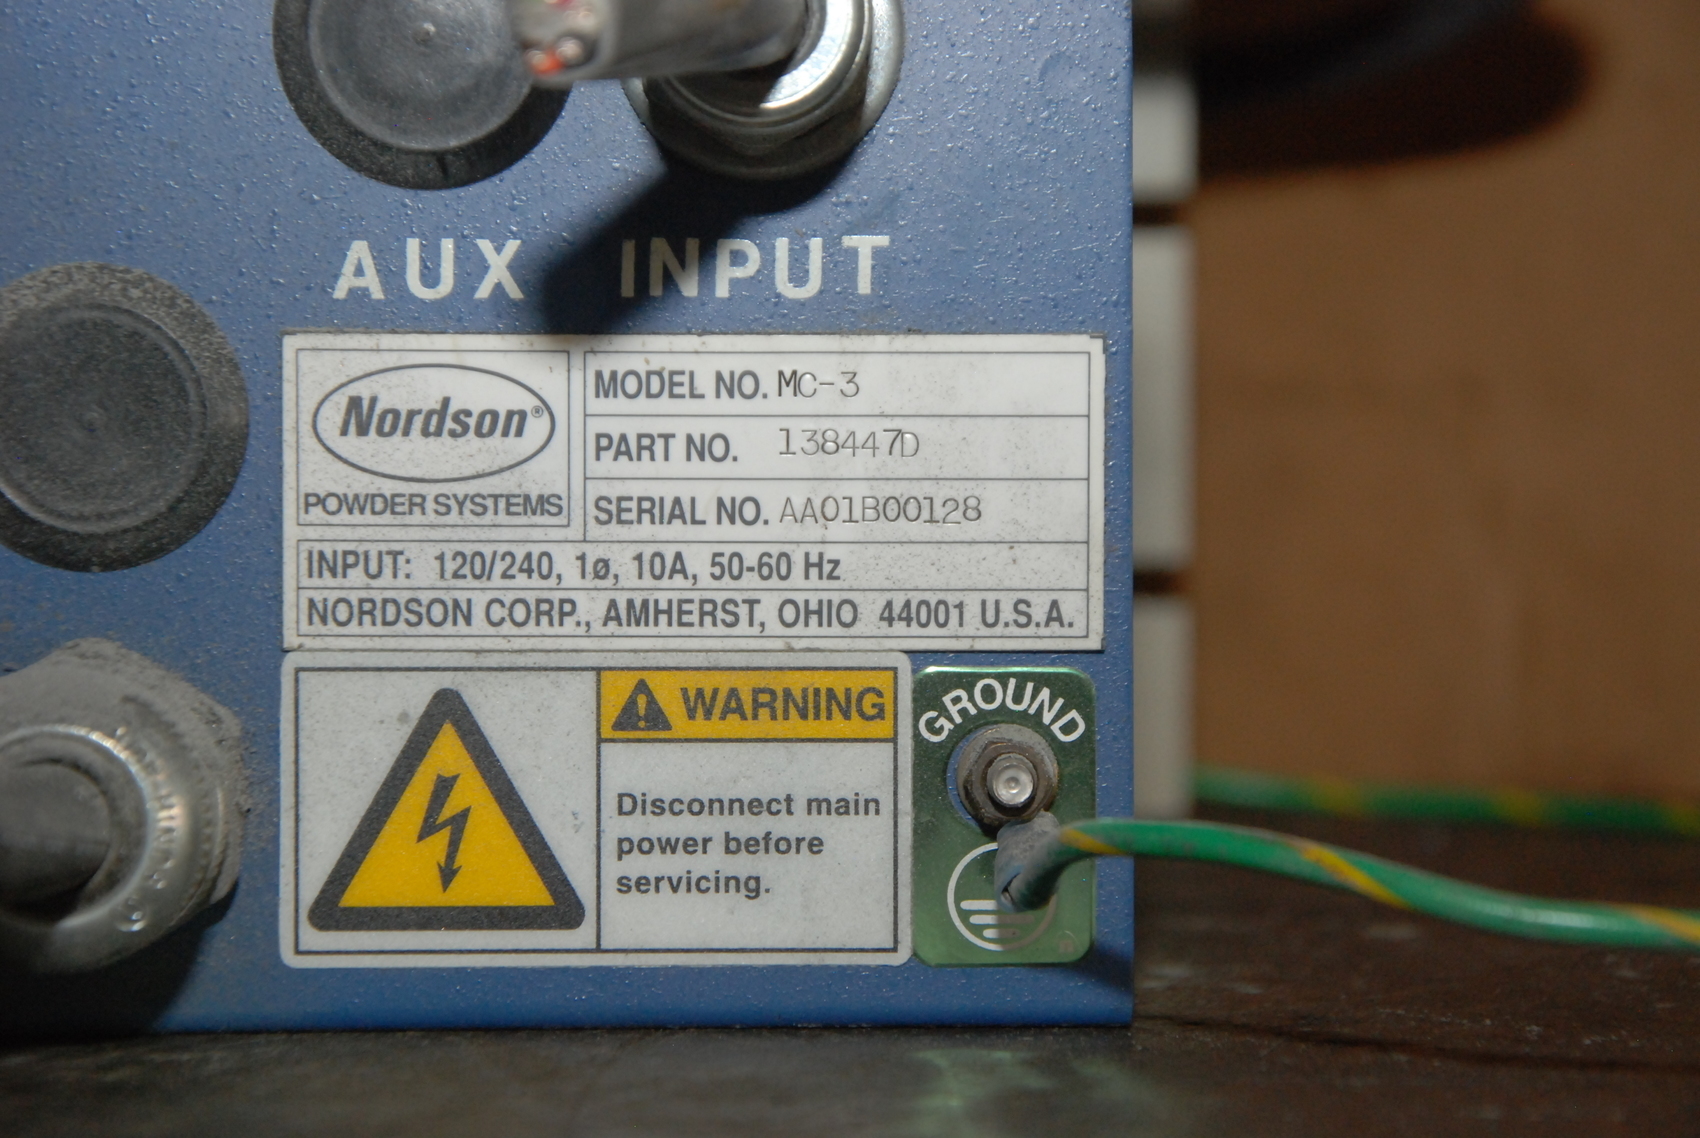 AUX INPUT
Nordson®
POWDER SYSTEMS
MODEL NO. MC-3
PART NO. 138447D
SERIAL NO. AA01B00128
INPUT: 120/240, 1ø, 10A, 50-60 Hz
NORDSON CORP., AMHERST, OHIO 44001 U.S.A.
WARNING
Disconnect main
power before
servicing.
GROUND